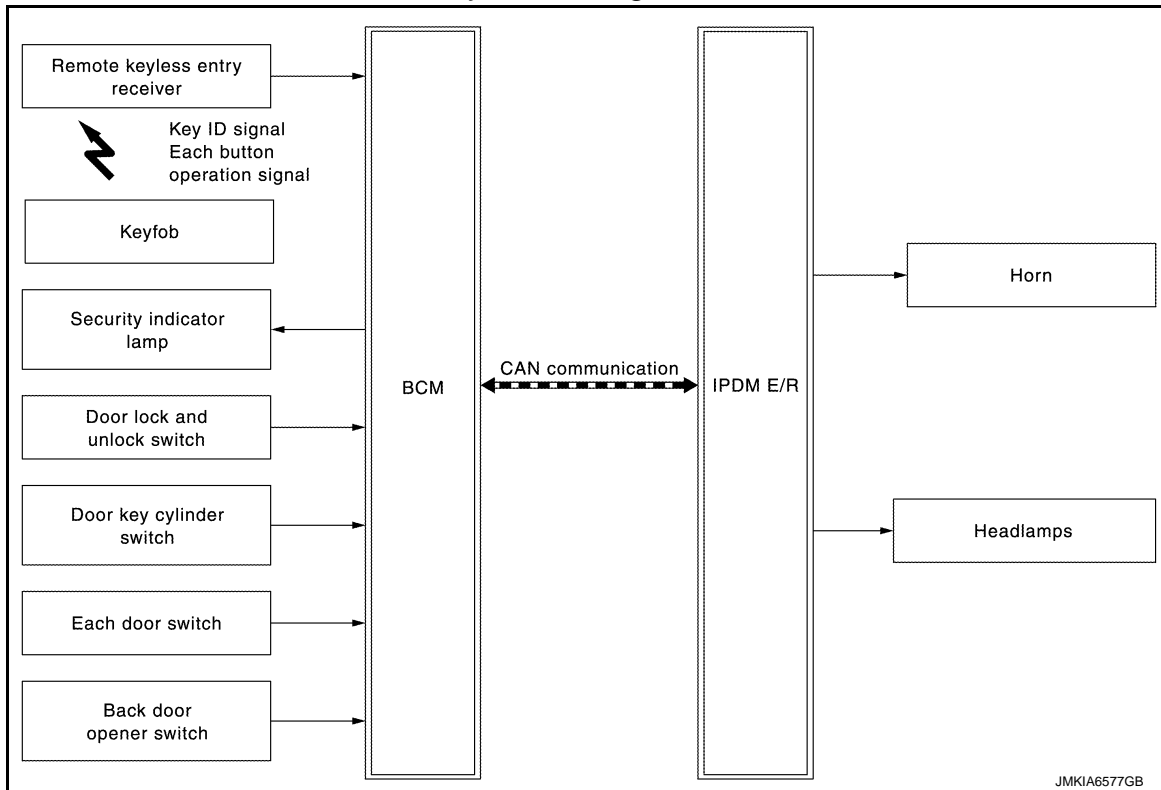 Remote keyless entry
receiver
Key ID signal
Each button
operation signal
Keyfob
Security indicator
lamp
Door lock and
unlock switch
Door key cylinder
switch
Each door switch
Back door
opener switch
BCM
CAN communication
IPDM E/R
Horn
Headlamps
JMKIA6577GB